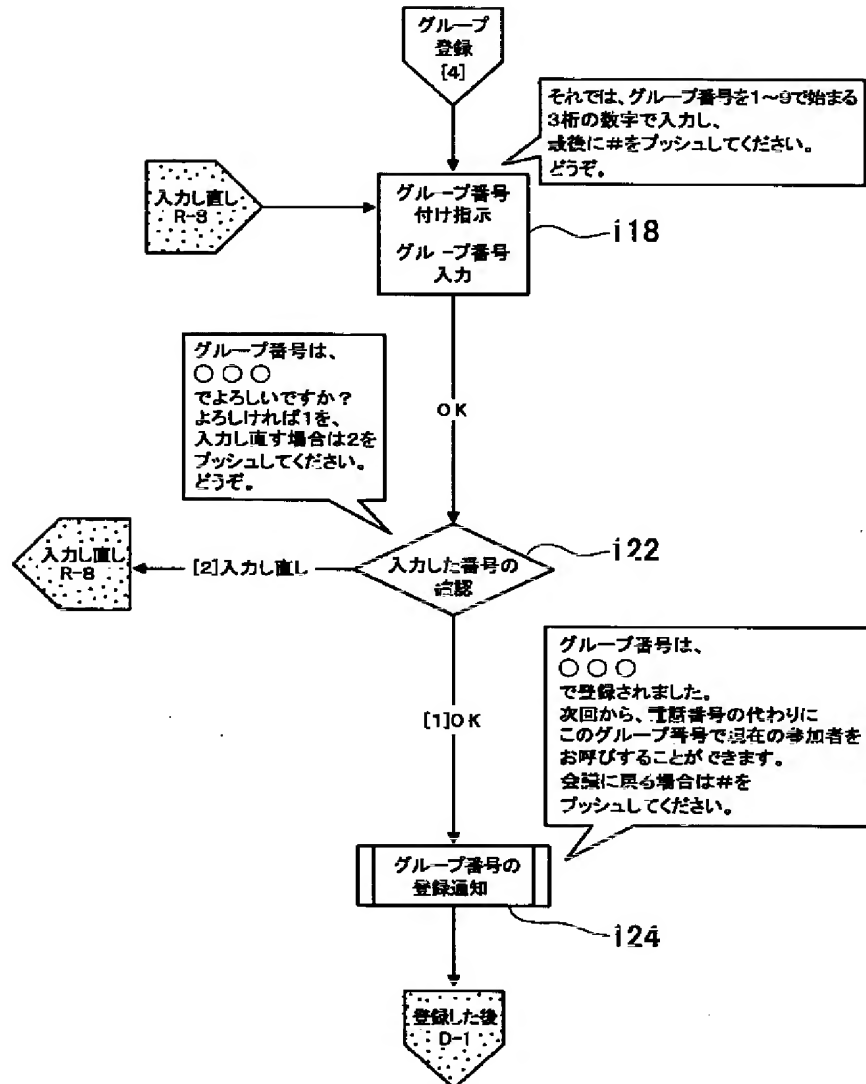 グループ
登録
[4]
それでは、グループ番号を1～9で始まる
3桁の数字で入力し、
最後に＃をプッシュしてください。
どうぞ。
入力し直し
R-8
グループ番号
付け指示
グループ番号
入力
i18
グループ番号は、
○○○
でよろしいですか？
よろしければ1を、
入力し直す場合は2を
プッシュしてください。
どうぞ。
OK
入力し直し
R-8
[2]入力し直し
入力した番号の
確認
i22
グループ番号は、
○○○
で登録されました。
次回から、電話番号の代わりに
このグループ番号で現在の参加者を
お呼びすることができます。
会議に戻る場合は＃を
プッシュしてください。
[1]OK
グループ番号の
登録通知
i24
登録した後
D-1